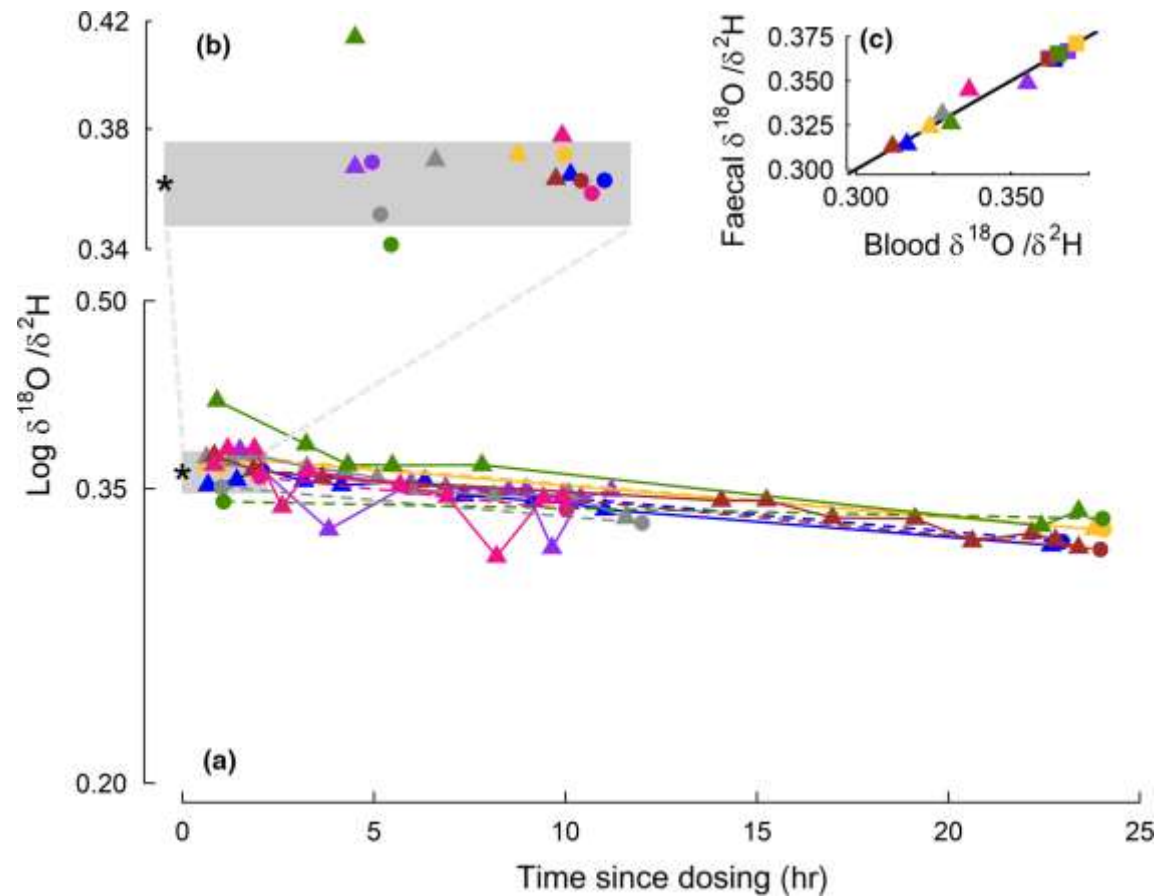 0.42
(b)
0.38
*
0.34
0.375
(c)
0.350
0.325
0.300
0.300
0.350
Faecal δ¹⁸O /δ²H
Blood δ¹⁸O /δ²H
0.50
0.35
0.20
Log δ¹⁸O /δ²H
*
(a)
0 5 10 15 20 25
Time since dosing (hr)